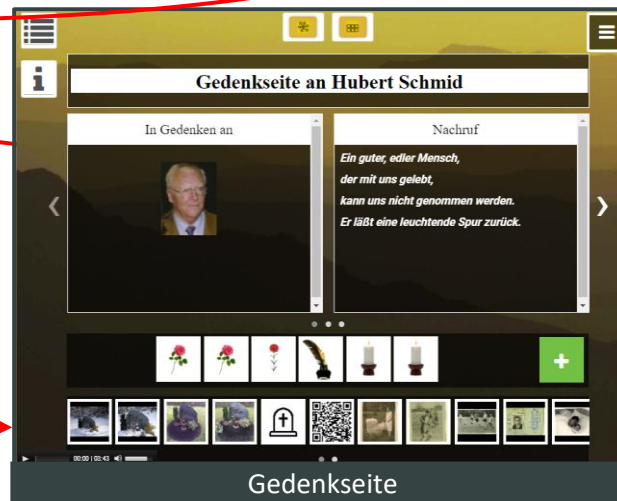 Gedenkseite an Hubert Schmid
In Gedenken an
Nachruf
Ein guter, edler Mensch,
der mit uns gelebt,
kann uns nicht genommen werden.
Er läßt eine leuchtende Spur zurück.
00:00 | 03:43
Gedenkseite